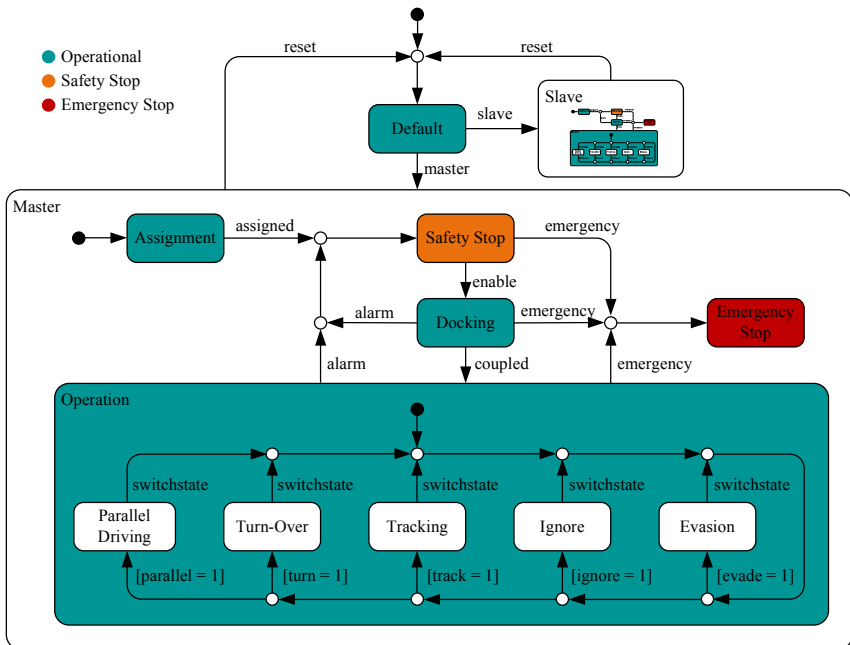 reset
reset
Operational
Safety Stop
Emergency Stop
Slave
Default
slave
master
Master
Assignment
assigned
Safety Stop
emergency
enable
alarm
Docking
emergency
Emergency
Stop
alarm
coupled
emergency
Operation
switchstate
switchstate
switchstate
switchstate
switchstate
Parallel
Driving
Turn-Over
Tracking
Ignore
Evasion
[parallel = 1]
[turn = 1]
[track = 1]
[ignore = 1]
[evade = 1]